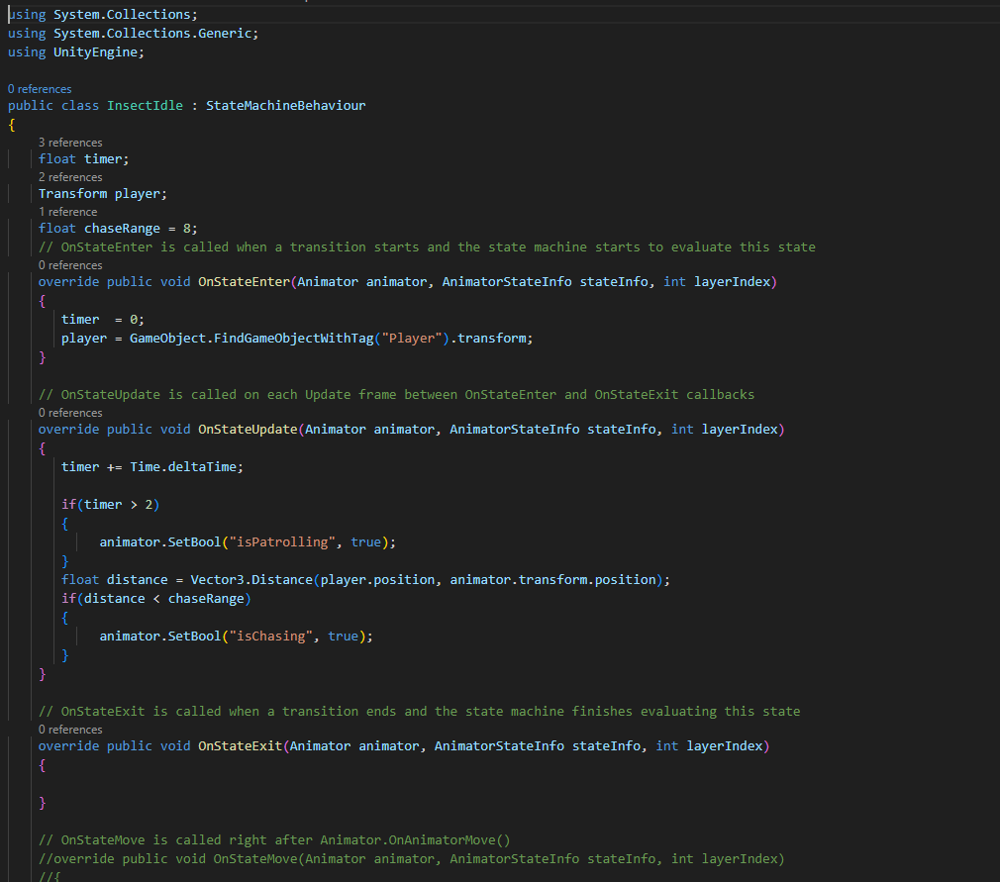 using System.Collections;
using System.Collections.Generic;
using UnityEngine;
0 references
public class InsectIdle : StateMachineBehaviour
{
3 references
float timer;
2 references
Transform player;
1 reference
float chaseRange = 8;
// OnStateEnter is called when a transition starts and the state machine starts to evaluate this state
0 references
override public void OnStateEnter(Animator animator, AnimatorStateInfo stateInfo, int layerIndex)
{
timer  = 0;
player = GameObject.FindGameObjectWithTag("Player").transform;
}
// OnStateUpdate is called on each Update frame between OnStateEnter and OnStateExit callbacks
0 references
override public void OnStateUpdate(Animator animator, AnimatorStateInfo stateInfo, int layerIndex)
{
timer += Time.deltaTime;
if(timer > 2)
{
animator.SetBool("isPatrolling", true);
}
float distance = Vector3.Distance(player.position, animator.transform.position);
if(distance < chaseRange)
{
animator.SetBool("isChasing", true);
}
}
// OnStateExit is called when a transition ends and the state machine finishes evaluating this state
0 references
override public void OnStateExit(Animator animator, AnimatorStateInfo stateInfo, int layerIndex)
{
}
// OnStateMove is called right after Animator.OnAnimatorMove()
//override public void OnStateMove(Animator animator, AnimatorStateInfo stateInfo, int layerIndex)
//{